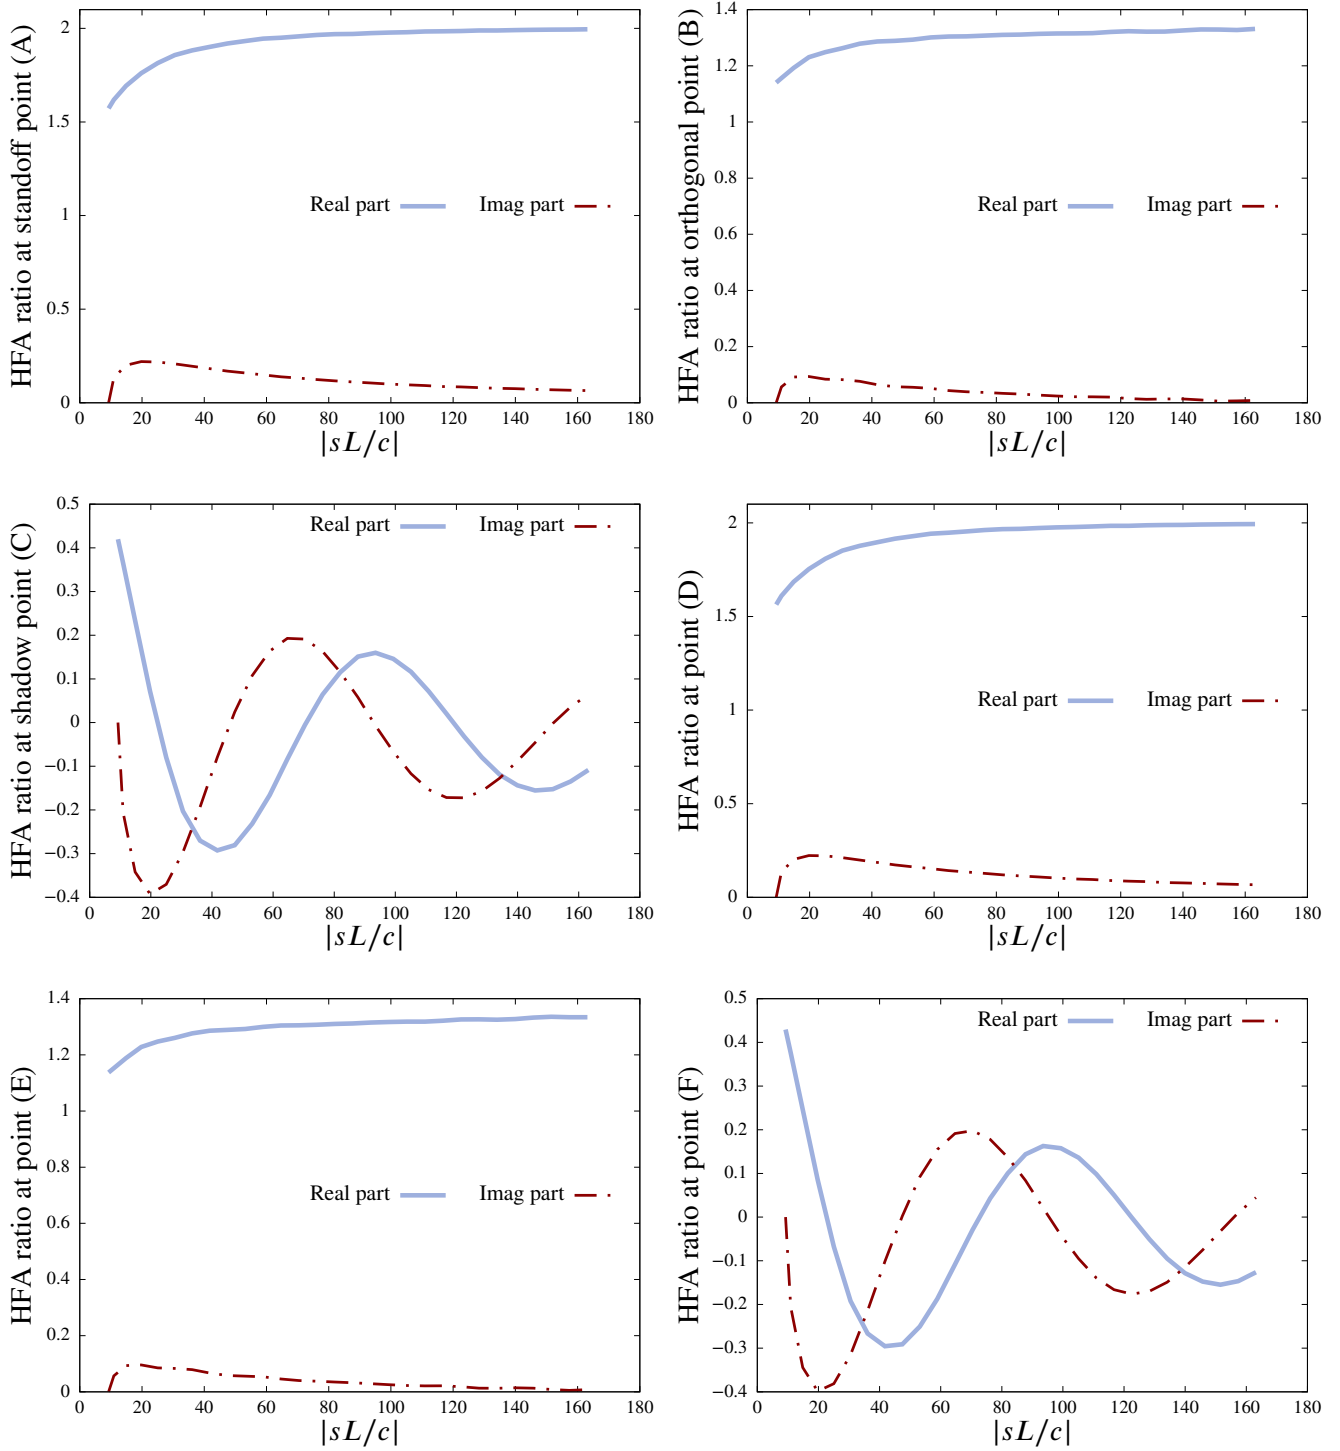 HFA ratio at standoff point (A)
2
1.5
1
0.5
0
Real part
Imag part
0 20 40 60 80 100 120 140 160 180
|sL/c|
HFA ratio at orthogonal point (B)
1.4
1.2
1
0.8
0.6
0.4
0.2
0
Real part
Imag part
0 20 40 60 80 100 120 140 160 180
|sL/c|
HFA ratio at shadow point (C)
0.5
0.4
0.3
0.2
0.1
0
−0.1
−0.2
−0.3
−0.4
Real part
Imag part
0 20 40 60 80 100 120 140 160 180
|sL/c|
HFA ratio at point (D)
2
1.5
1
0.5
0
Real part
Imag part
0 20 40 60 80 100 120 140 160 180
|sL/c|
HFA ratio at point (E)
1.4
1.2
1
0.8
0.6
0.4
0.2
0
Real part
Imag part
0 20 40 60 80 100 120 140 160 180
|sL/c|
HFA ratio at point (F)
0.5
0.4
0.3
0.2
0.1
0
−0.1
−0.2
−0.3
−0.4
Real part
Imag part
0 20 40 60 80 100 120 140 160 180
|sL/c|